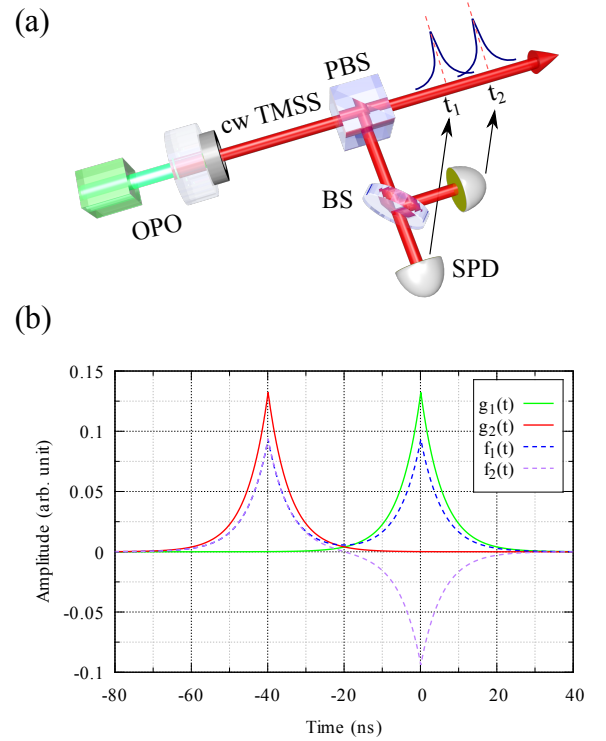 (a)
PBS
cw TMSS
t1
t2
BS
OPO
SPD
(b)
0.15
0.1
0.05
0
-0.05
-0.1
Amplitude (arb. unit)
g1(t)
g2(t)
f1(t)
f2(t)
-80 -60 -40 -20 0 20 40
Time (ns)